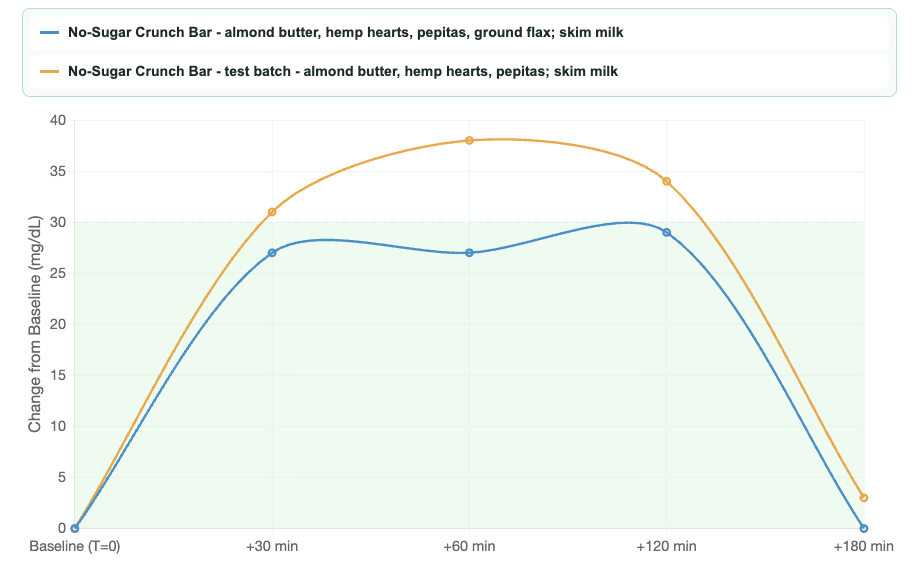 No-Sugar Crunch Bar - almond butter, hemp hearts, pepitas, ground flax; skim milk
No-Sugar Crunch Bar - test batch - almond butter, hemp hearts, pepitas; skim milk
Change from Baseline (mg/dL)
40
35
30
25
20
15
10
5
0
Baseline (T=0) +30 min +60 min +120 min +180 min